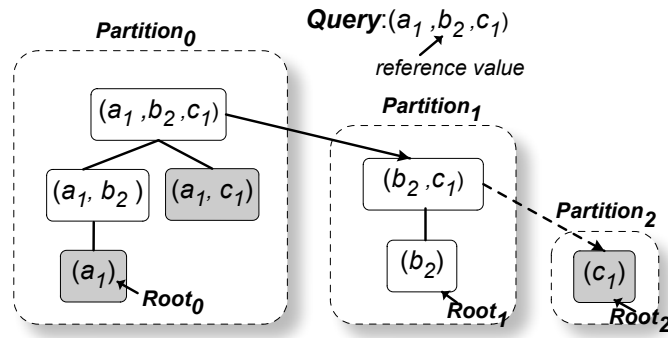 Partition0
Query:(a1 ,b2 ,c1)
reference value
(a1 ,b2 ,c1)
(a1, b2 )
(a1, c1)
(a1)
Root0
Partition1
(b2 ,c1)
(b2)
Root1
Partition2
(c1)
Root2